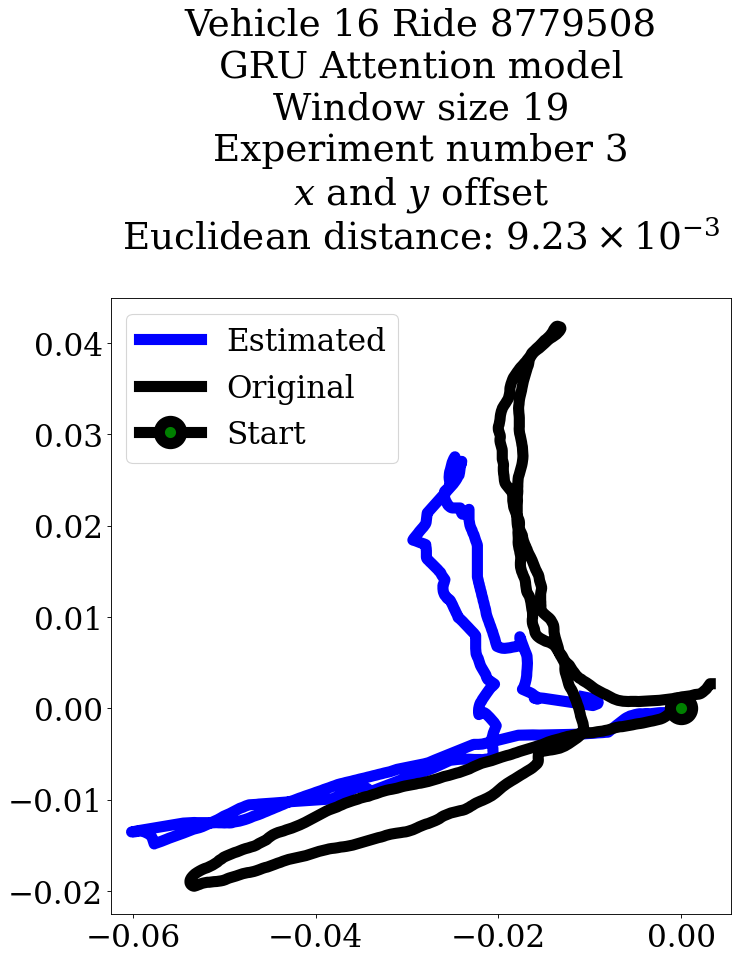 Vehicle 16 Ride 8779508
GRU Attention model
Window size 19
Experiment number 3
x and y offset
Euclidean distance: 9.23 × 10⁻³
Estimated
Original
Start
0.04
0.03
0.02
0.01
0.00
−0.01
−0.02
−0.06 −0.04 −0.02 0.00